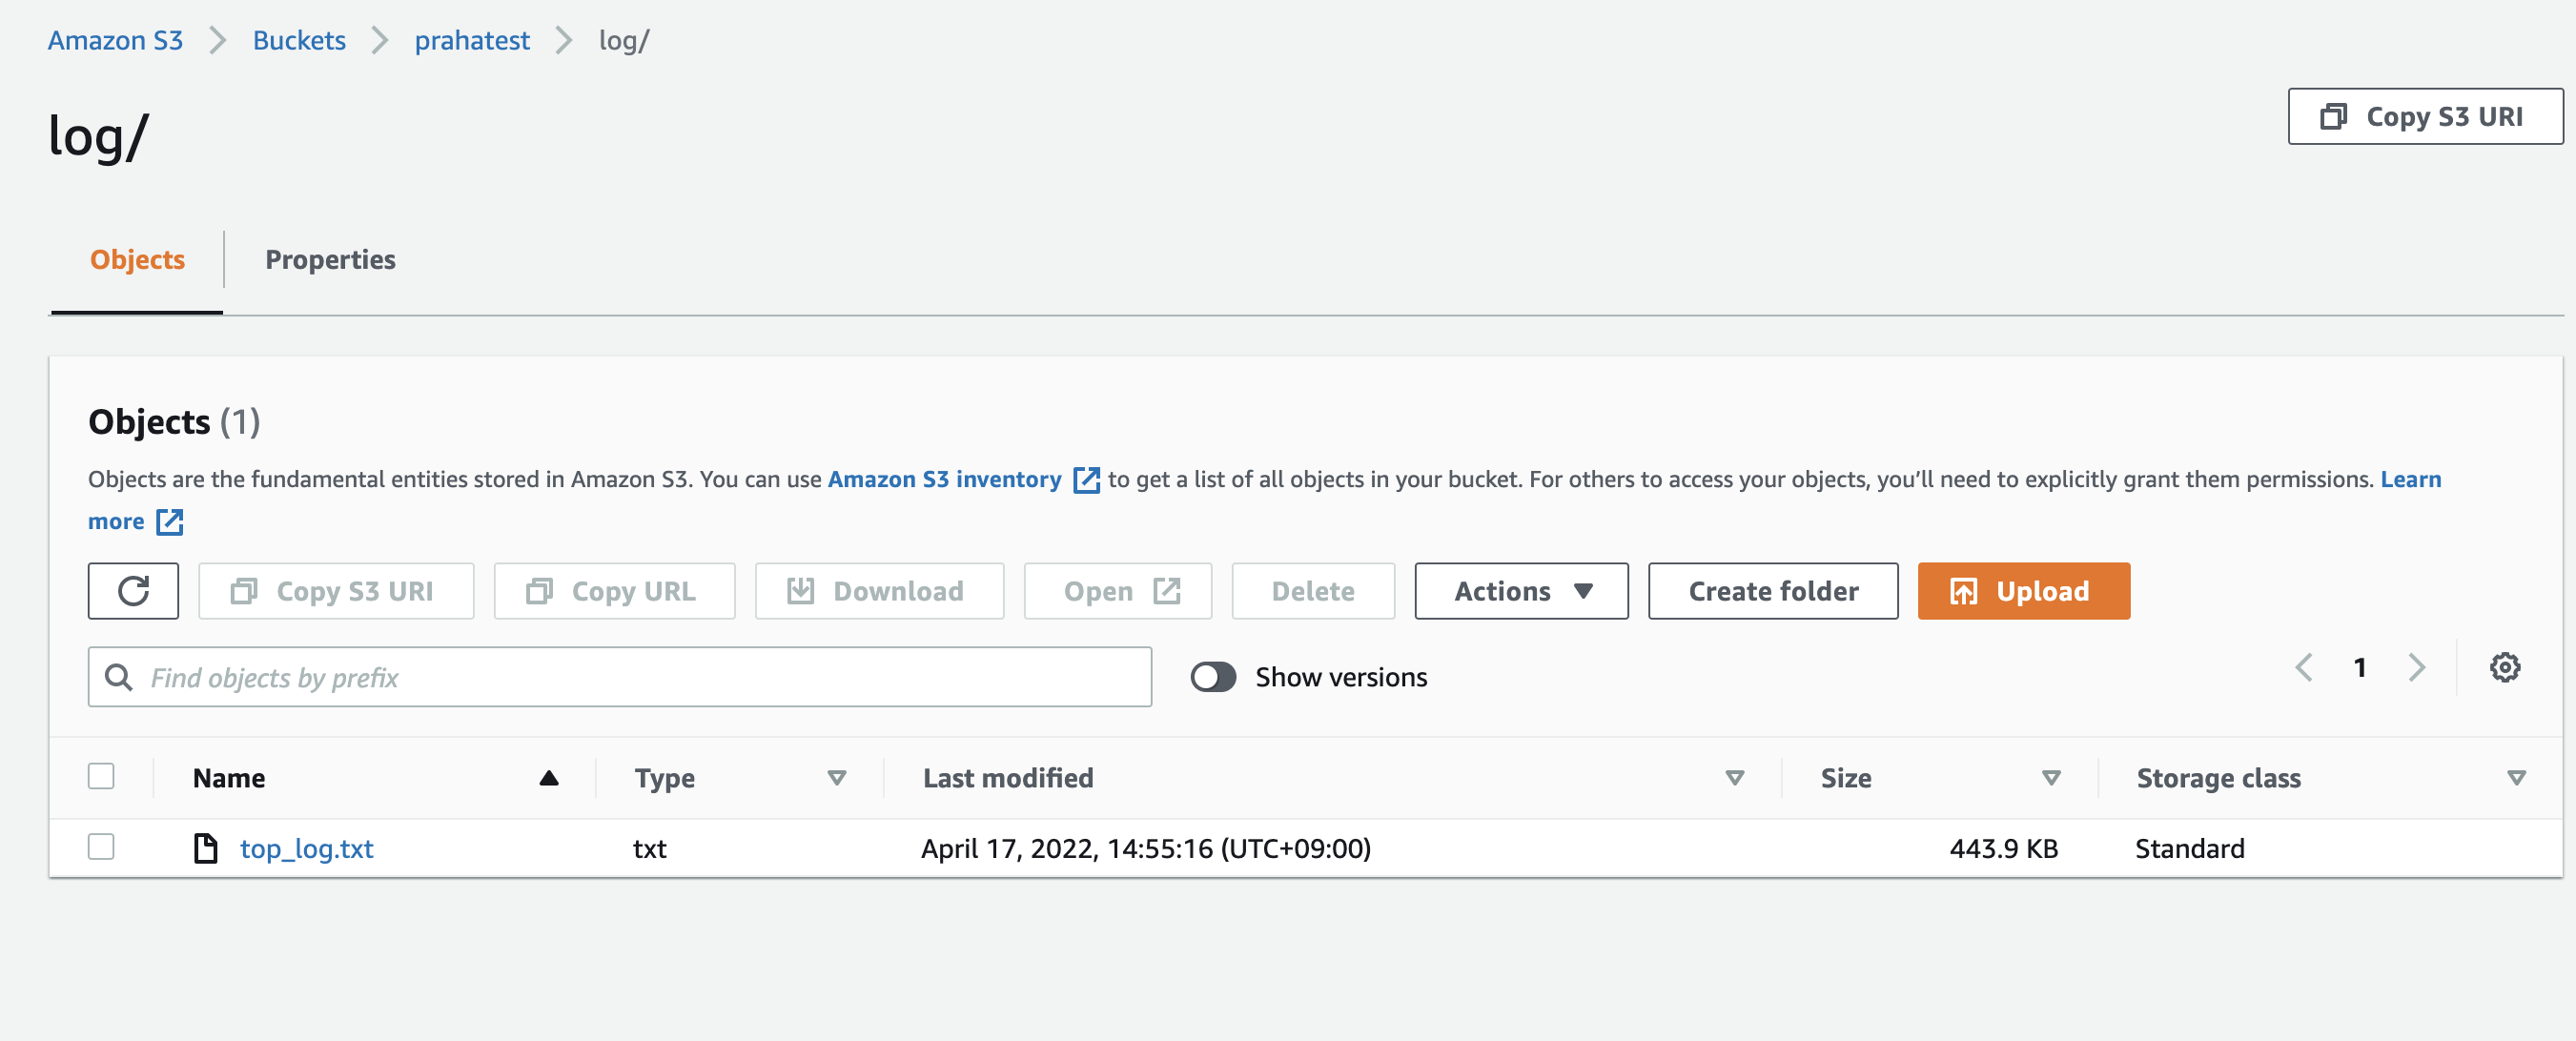 Amazon S3 Buckets prahatest log/
log/
Copy S3 URI
Objects Properties
Objects (1)
Objects are the fundamental entities stored in Amazon S3. You can use Amazon S3 inventory to get a list of all objects in your bucket. For others to access your objects, you’ll need to explicitly grant them permissions. Learn
more
Copy S3 URI Copy URL Download Open Delete Actions Create folder Upload
Find objects by prefix Show versions 1
Name Type Last modified Size Storage class
top_log.txt txt April 17, 2022, 14:55:16 (UTC+09:00) 443.9 KB Standard